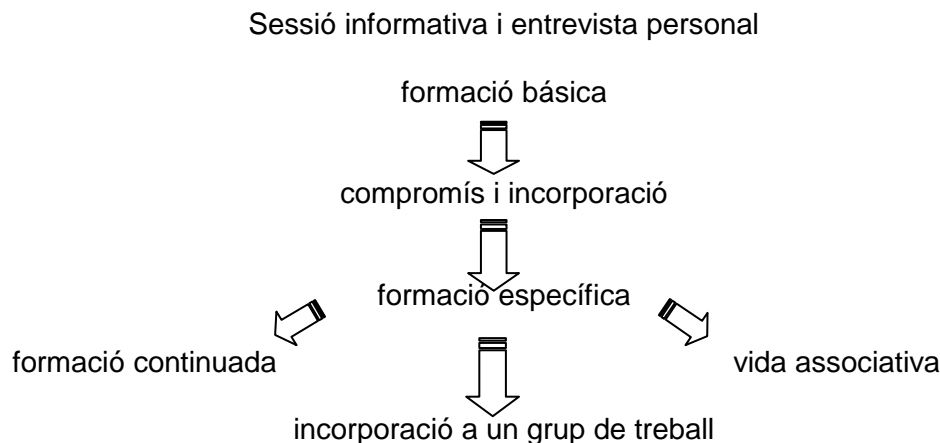 Sessió informativa i entrevista personal
formació básica
compromís i incorporació
formació específica
formació continuada
vida associativa
incorporació a un grup de treball